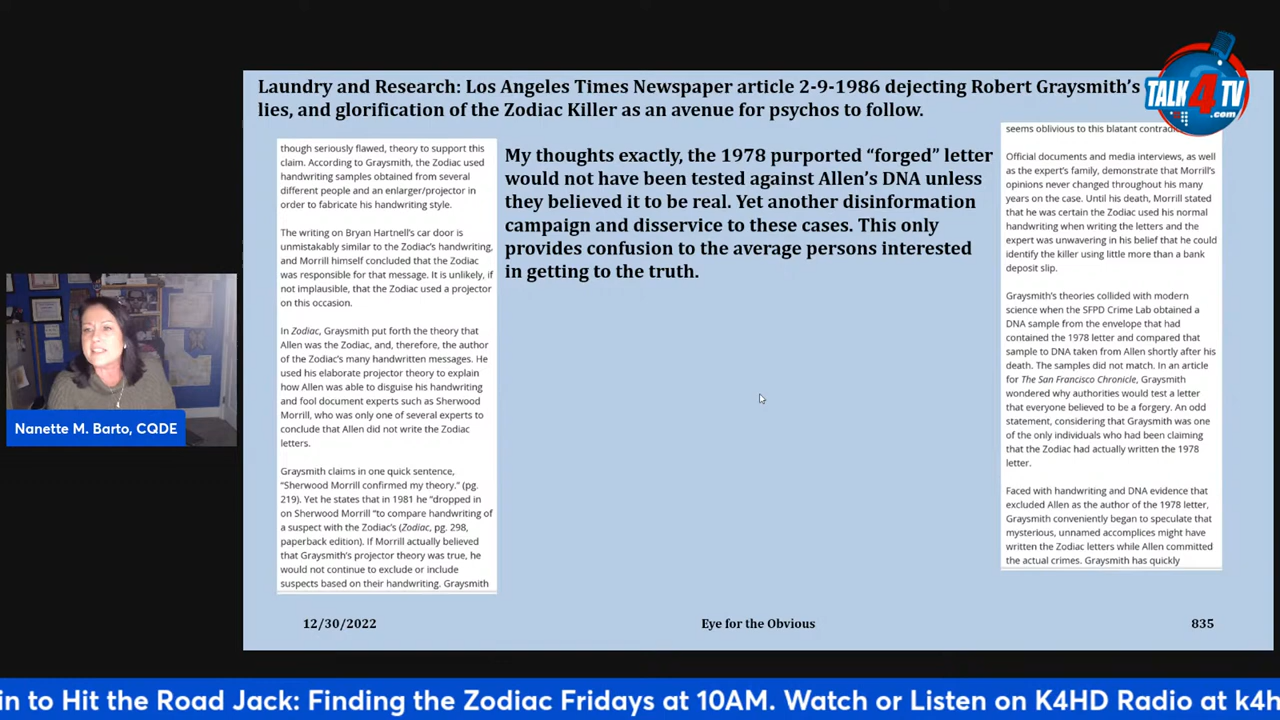 Laundry and Research: Los Angeles Times Newspaper article 2-9-1986 dejecting Robert Graysmith's
lies, and glorification of the Zodiac Killer as an avenue for psychos to follow.
TALK 4 TV
.com
though seriously flawed, theory to support this
claim. According to Graysmith, the Zodiac used
handwriting samples obtained from several
different people and an enlarger/projector in
order to fabricate his handwriting style.
The writing on Bryan Hartnell's car door is
unmistakably similar to the Zodiac's handwriting,
and Morrill himself concluded that the Zodiac
was responsible for that message. It is unlikely, if
not implausible, that the Zodiac used a projector
on this occasion.
In Zodiac, Graysmith put forth the theory that
Allen was the Zodiac, and, therefore, the author
of the Zodiac's many handwritten messages. He
used his elaborate projector theory to explain
how Allen was able to disguise his handwriting
and fool document experts such as Sherwood
Morrill, who was only one of several experts to
conclude that Allen did not write the Zodiac
letters.
Graysmith claims in one quick sentence,
"Sherwood Morrill confirmed my theory." (pg.
219). Yet he states that in 1981 he "dropped in
on Sherwood Morrill "to compare handwriting of
a suspect with the Zodiac's (Zodiac, pg. 298,
paperback edition). If Morrill actually believed
that Graysmith's projector theory was true, he
would not continue to exclude or include
suspects based on their handwriting. Graysmith
My thoughts exactly, the 1978 purported "forged" letter
would not have been tested against Allen's DNA unless
they believed it to be real. Yet another disinformation
campaign and disservice to these cases. This only
provides confusion to the average persons interested
in getting to the truth.
seems oblivious to this blatant
Official documents and media interviews, as well
as the expert's family, demonstrate that Morrill's
opinions never changed throughout his many
years on the case. Until his death, Morrill stated
that he was certain the Zodiac used his normal
handwriting when writing the letters and the
expert was unwavering in his belief that he could
identify the killer using little more than a bank
deposit slip.
Graysmith's theories collided with modern
science when the SFPD Crime Lab obtained a
DNA sample from the envelope that had
contained the 1978 letter and compared that
sample to DNA taken from Allen shortly after his
death. The samples did not match. In an article
for The San Francisco Chronicle, Graysmith
wondered why authorities would test a letter
that everyone believed to be a forgery. An odd
statement, considering that Graysmith was one
of the only individuals who had been claiming
that the Zodiac had actually written the 1978
letter.
Faced with handwriting and DNA evidence that
excluded Allen as the author of the 1978 letter,
Graysmith conveniently began to speculate that
mysterious, unnamed accomplices might have
written the Zodiac letters while Allen committed
the actual crimes. Graysmith has quickly
Nanette M. Barto, CQDE
12/30/2022
Eye for the Obvious
835
in to Hit the Road Jack: Finding the Zodiac Fridays at 10AM. Watch or Listen on K4HD Radio at k4h